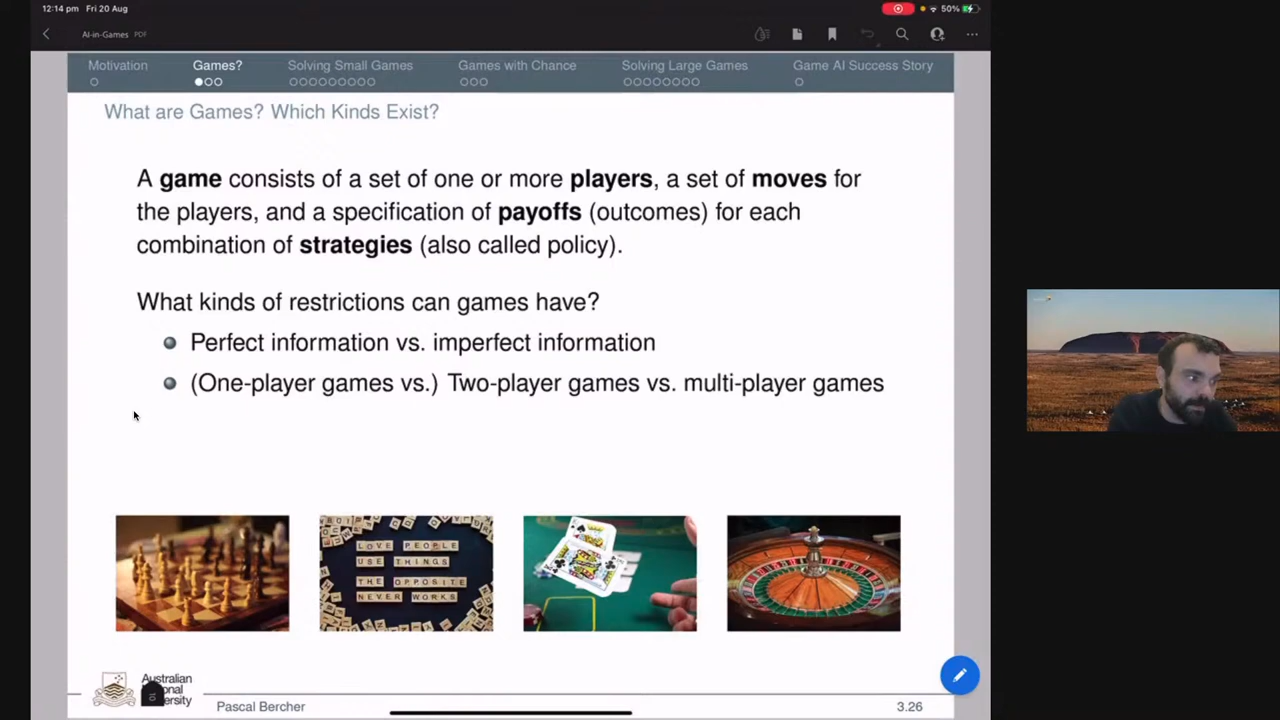 12:14 pm Fri 20 Aug
50%
AI-in-Games PDF
Motivation Games? Solving Small Games Games with Chance Solving Large Games Game AI Success Story
What are Games? Which Kinds Exist?
A game consists of a set of one or more players, a set of moves for
the players, and a specification of payoffs (outcomes) for each
combination of strategies (also called policy).
What kinds of restrictions can games have?
Perfect information vs. imperfect information
(One-player games vs.) Two-player games vs. multi-player games
LOVE PEOPLE
USE THINGS
THE OPPOSITE
NEVER WORKS
Australian
Pascal Bercher
3.26